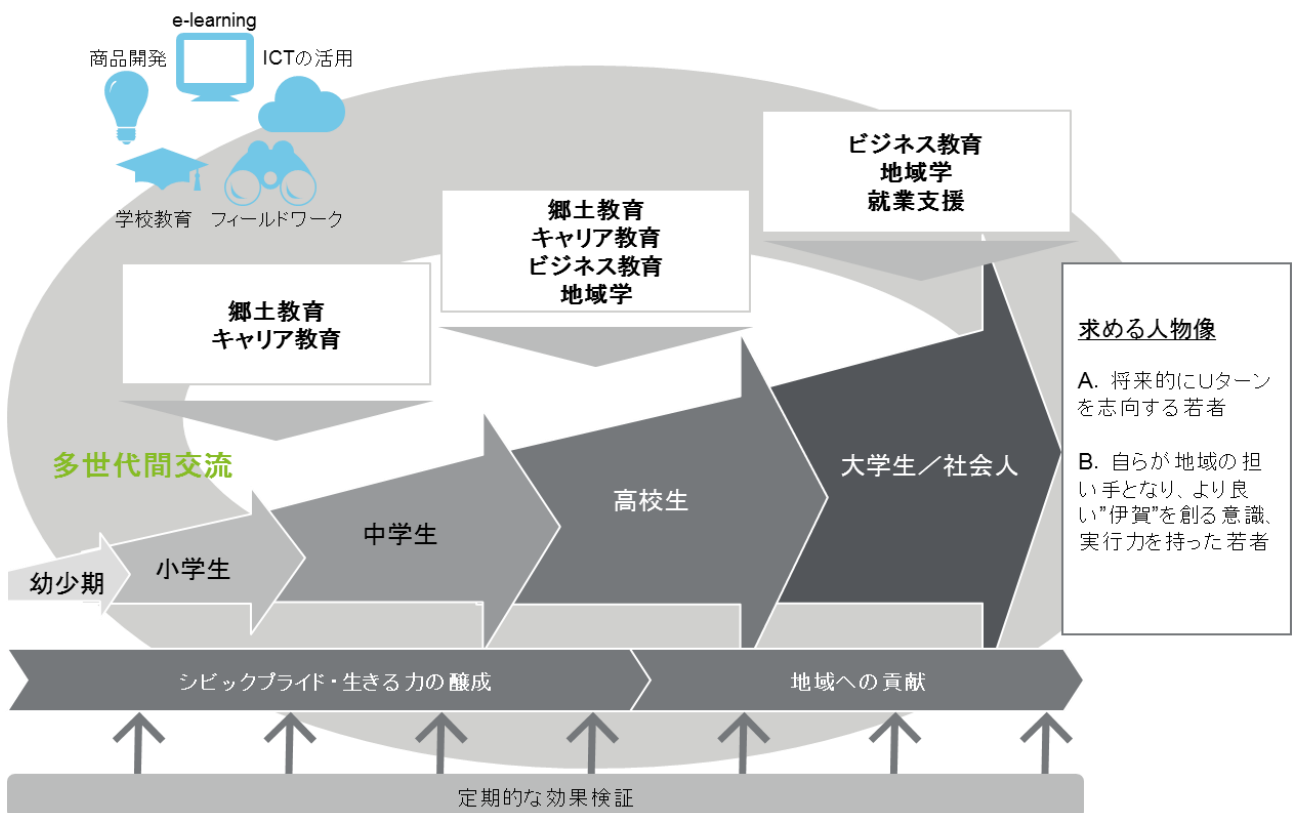 e-learning
商品開発
ICTの活用
学校教育
フィールドワーク
ビジネス教育
地域学
就業支援
郷土教育
キャリア教育
ビジネス教育
地域学
郷土教育
キャリア教育
多世代間交流
幼少期
小学生
中学生
高校生
大学生／社会人
求める人物像
A. 将来的にUターン
を志向する若者
B. 自らが地域の担
い手となり、より良
い”伊賀”を創る意識、
実行力を持った若者
シビックプライド・生きる力の醸成
地域への貢献
定期的な効果検証